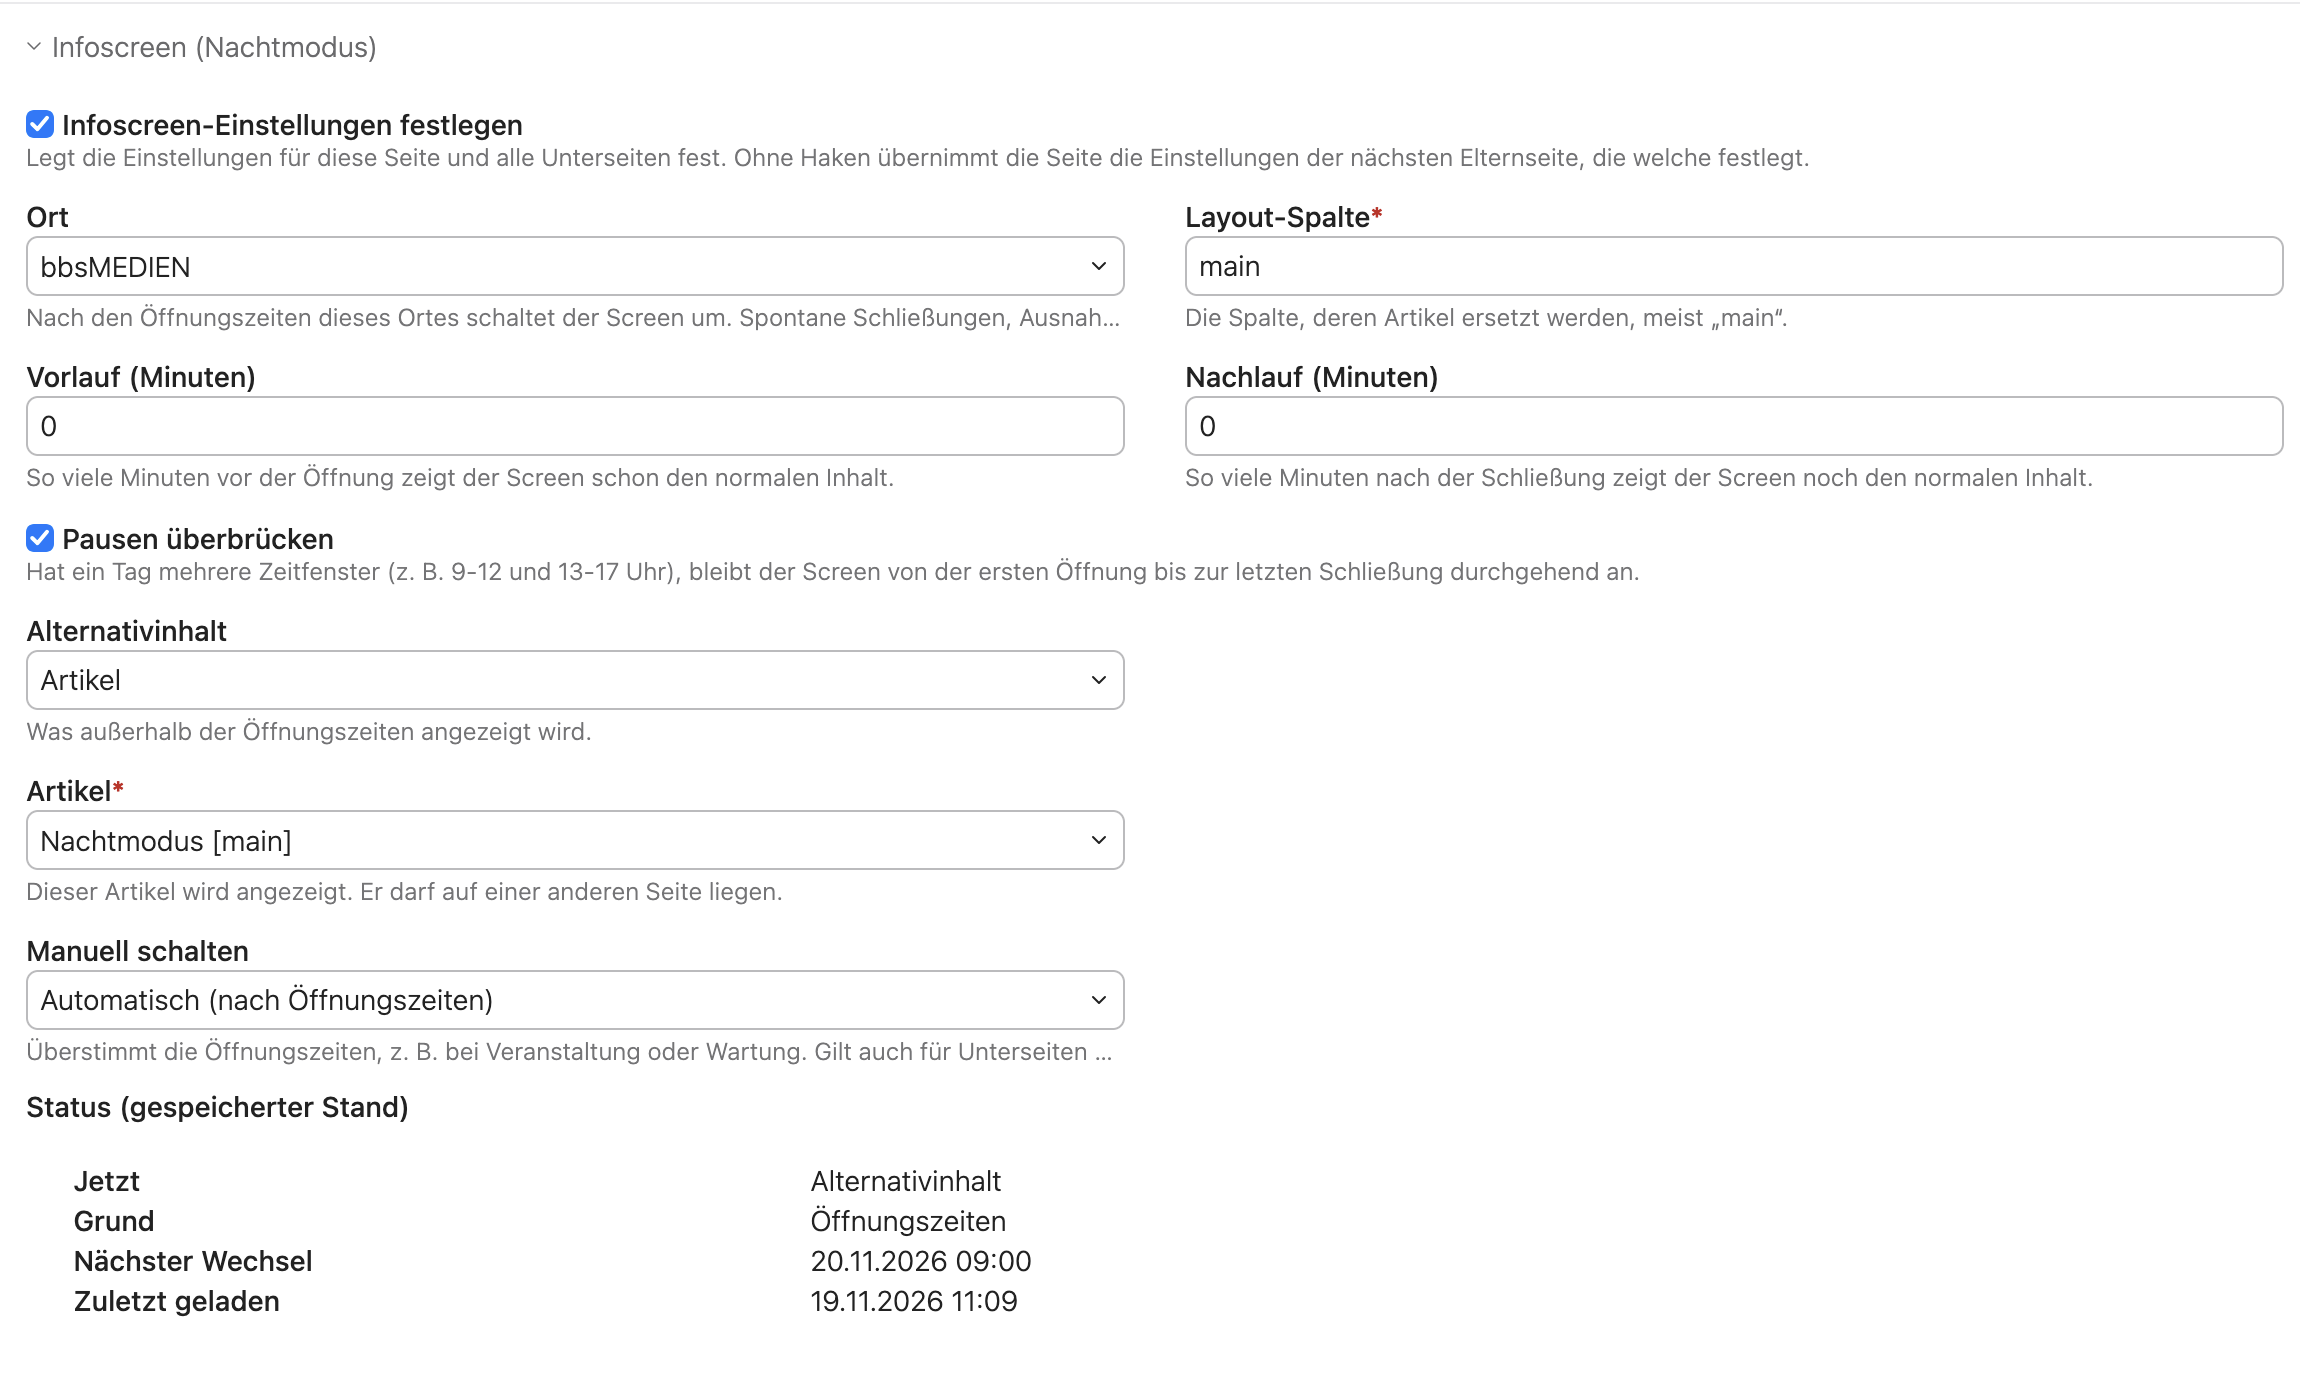 Infoscreen (Nachtmodus)
Infoscreen-Einstellungen festlegen
Legt die Einstellungen für diese Seite und alle Unterseiten fest. Ohne Haken übernimmt die Seite die Einstellungen der nächsten Elternseite, die welche festlegt.
Ort
bbsMEDIEN
Nach den Öffnungszeiten dieses Ortes schaltet der Screen um. Spontane Schließungen, Ausnah...
Layout-Spalte*
main
Die Spalte, deren Artikel ersetzt werden, meist „main“.
Vorlauf (Minuten)
0
So viele Minuten vor der Öffnung zeigt der Screen schon den normalen Inhalt.
Nachlauf (Minuten)
0
So viele Minuten nach der Schließung zeigt der Screen noch den normalen Inhalt.
Pausen überbrücken
Hat ein Tag mehrere Zeitfenster (z. B. 9-12 und 13-17 Uhr), bleibt der Screen von der ersten Öffnung bis zur letzten Schließung durchgehend an.
Alternativinhalt
Artikel
Was außerhalb der Öffnungszeiten angezeigt wird.
Artikel*
Nachtmodus [main]
Dieser Artikel wird angezeigt. Er darf auf einer anderen Seite liegen.
Manuell schalten
Automatisch (nach Öffnungszeiten)
Überstimmt die Öffnungszeiten, z. B. bei Veranstaltung oder Wartung. Gilt auch für Unterseiten ...
Status (gespeicherter Stand)
Jetzt Alternativinhalt
Grund Öffnungszeiten
Nächster Wechsel 20.11.2026 09:00
Zuletzt geladen 19.11.2026 11:09